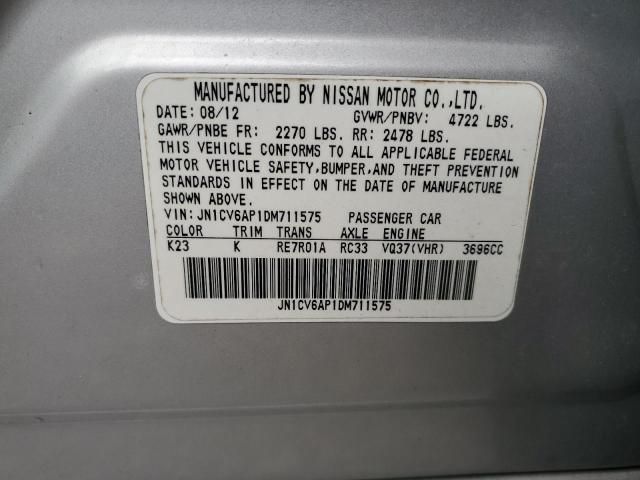 MANUFACTURED BY NISSAN MOTOR CO.,LTD.
DATE: 08/12 GVWR/PNBV: 4722 LBS.
GAWR/PNBE FR: 2270 LBS. RR: 2478 LBS.
THIS VEHICLE CONFORMS TO ALL APPLICABLE FEDERAL
MOTOR VEHICLE SAFETY,BUMPER,AND THEFT PREVENTION
STANDARDS IN EFFECT ON THE DATE OF MANUFACTURE
SHOWN ABOVE.
VIN: JN1CV6AP1DM711575 PASSENGER CAR
COLOR TRIM TRANS AXLE ENGINE
K23 K RE7R01A RC33 VQ37(VHR) 3696CC
JN1CV6AP1DM711575